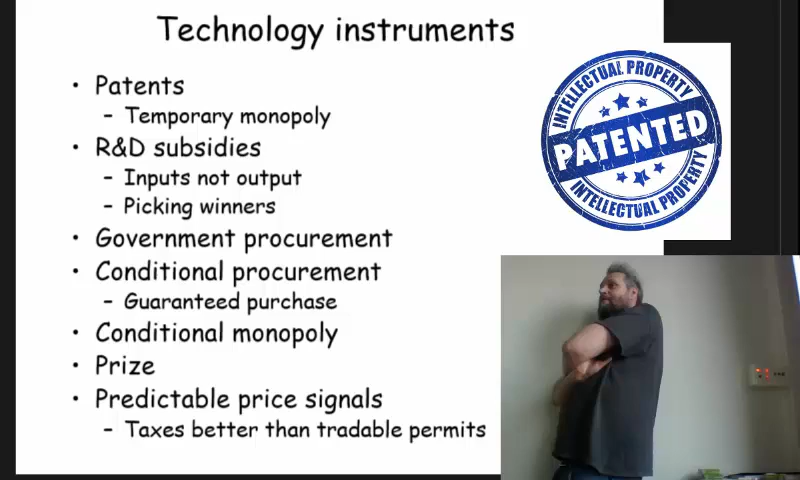 Technology instruments
• Patents
– Temporary monopoly
• R&D subsidies
– Inputs not output
– Picking winners
• Government procurement
• Conditional procurement
– Guaranteed purchase
• Conditional monopoly
• Prize
• Predictable price signals
– Taxes better than tradable permits
INTELLECTUAL PROPERTY
PATENTED
INTELLECTUAL PROPERTY